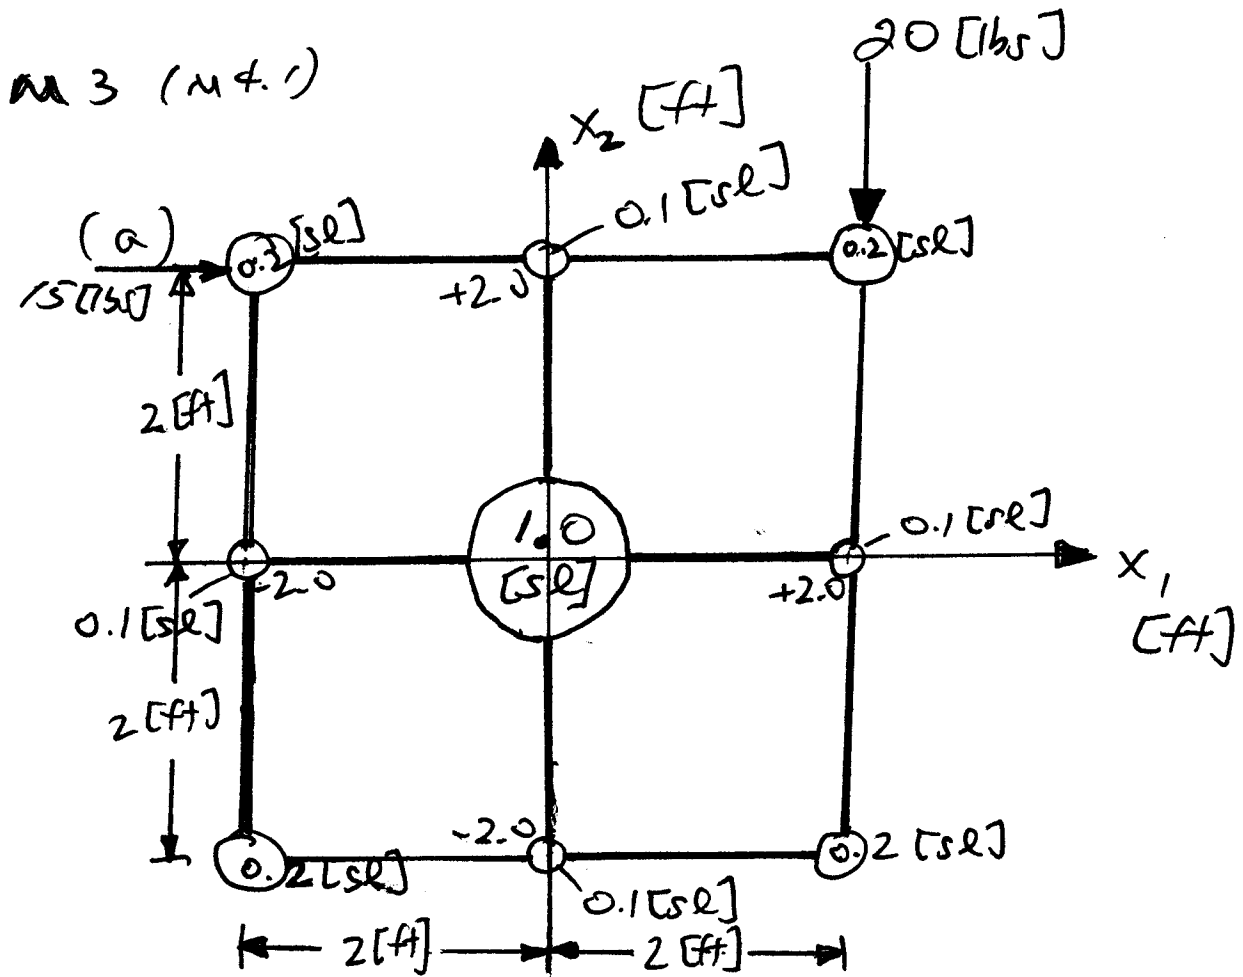 20 [lbs]
3 (M4.1)
X₂ [ft]
0.1 [sl]
(a)
15 [lbs]
0.2 [sl]
+2.0
0.2 [sl]
2 [ft]
1.0
[sl]
0.1 [sl]
-2.0
+2.0
X₁
[ft]
0.1 [sl]
2 [ft]
-2.0
0.2 [sl]
0.2 [sl]
0.1 [sl]
2 [ft]
2 [ft]